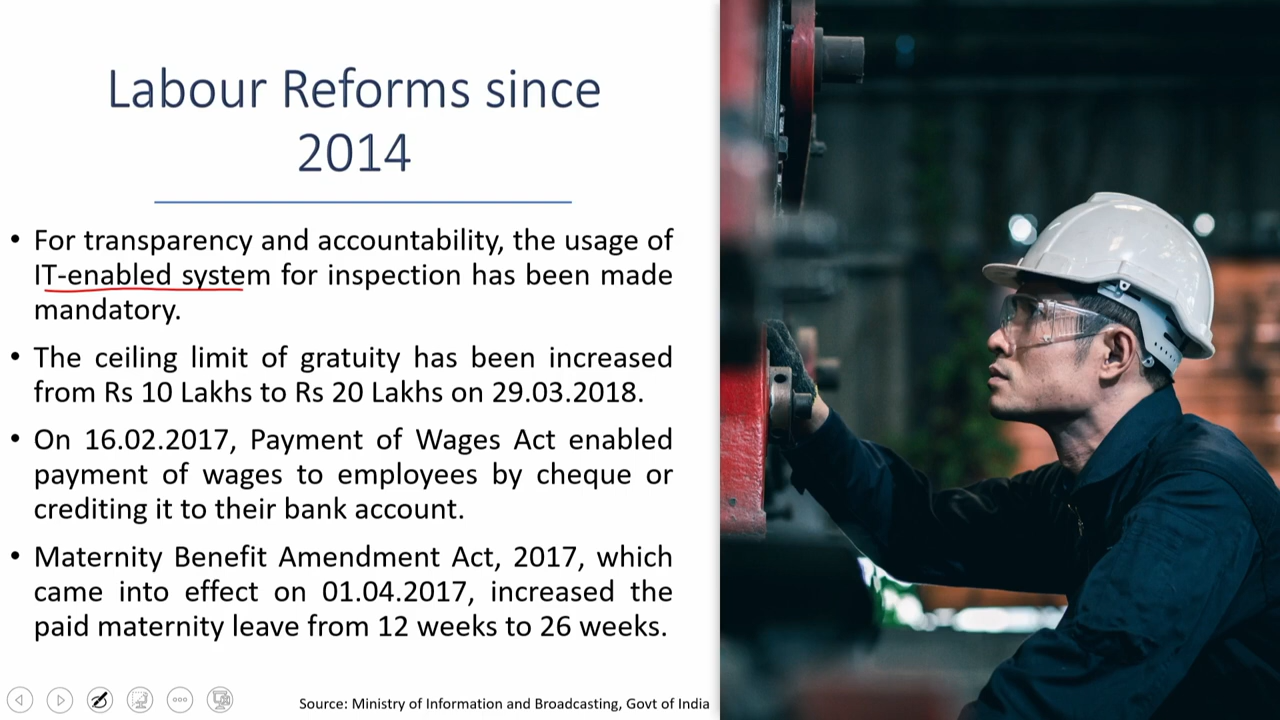 Labour Reforms since
2014
• For transparency and accountability, the usage of
IT-enabled system for inspection has been made
mandatory.
• The ceiling limit of gratuity has been increased
from Rs 10 Lakhs to Rs 20 Lakhs on 29.03.2018.
• On 16.02.2017, Payment of Wages Act enabled
payment of wages to employees by cheque or
crediting it to their bank account.
• Maternity Benefit Amendment Act, 2017, which
came into effect on 01.04.2017, increased the
paid maternity leave from 12 weeks to 26 weeks.
Source: Ministry of Information and Broadcasting, Govt of India